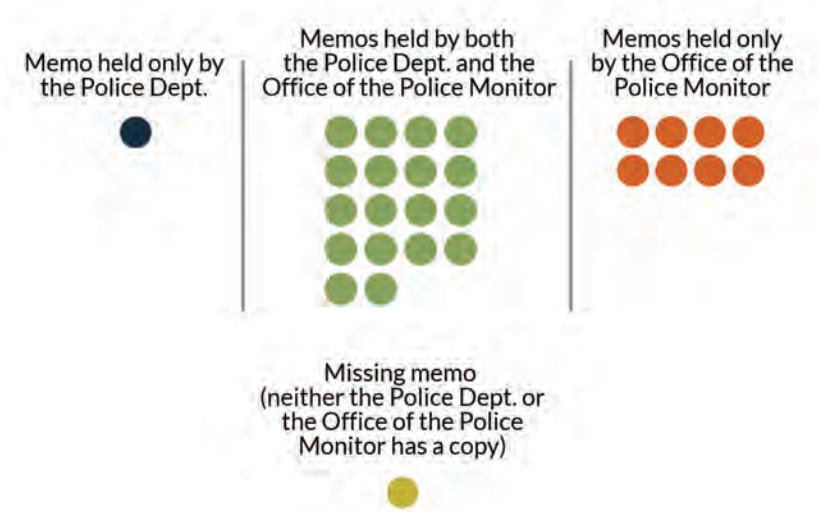 Memo held only by
the Police Dept.
Memos held by both
the Police Dept. and the
Office of the Police Monitor
Memos held only
by the Office of the
Police Monitor
Missing memo
(neither the Police Dept. or
the Office of the Police
Monitor has a copy)